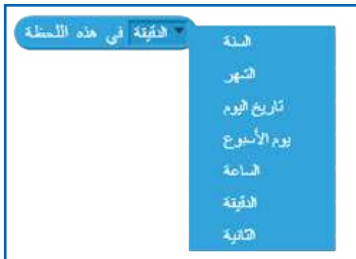 الدقيقة في هذه اللحظة
السنة
الشهر
تاريخ اليوم
يوم الأسبوع
الساعة
الدقيقة
الثانية